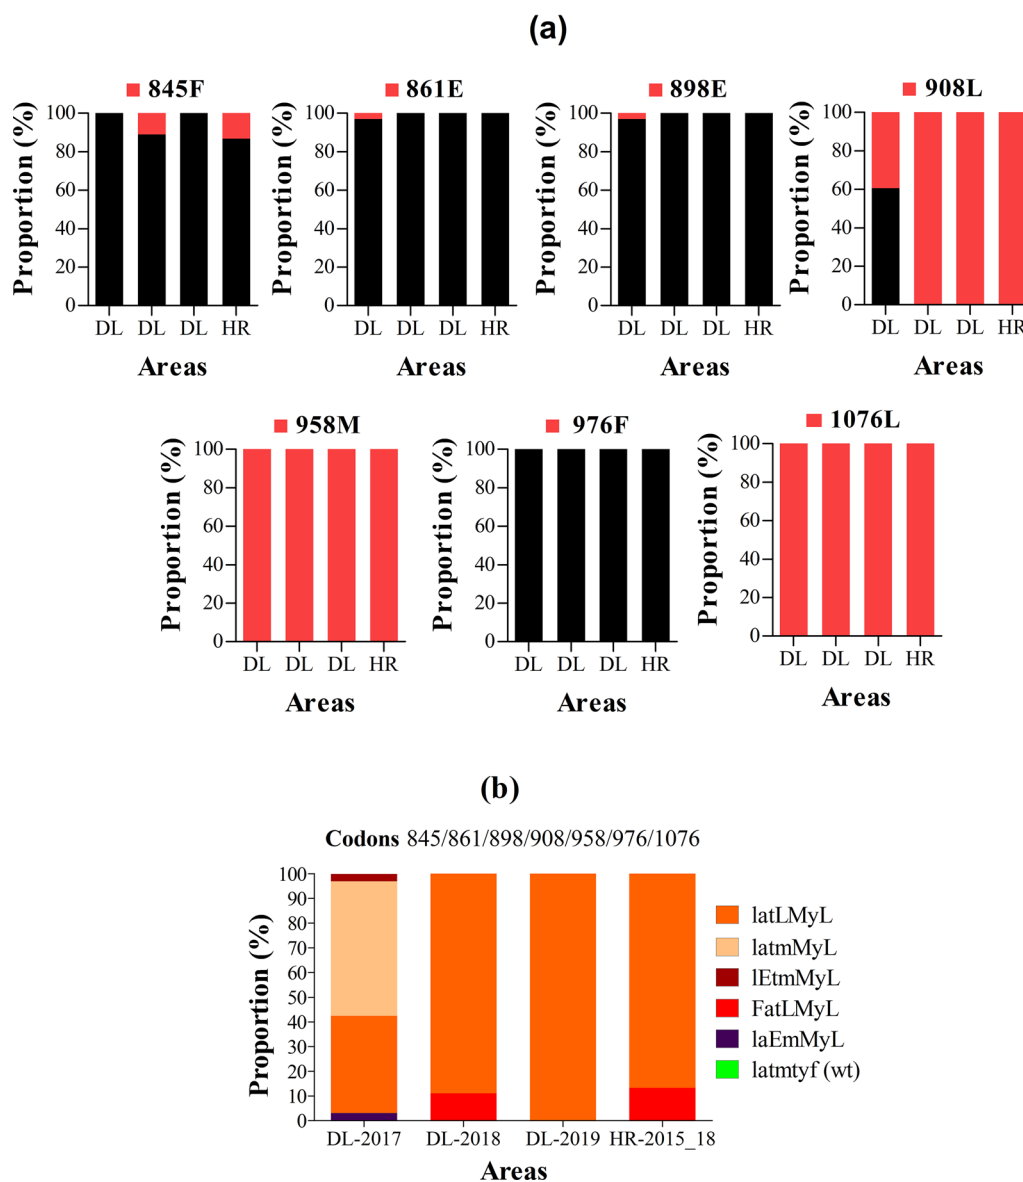 (a)
845F
861E
898E
908L
Proportion (%)
100
80
60
40
20
0
DL DL DL HR
Areas
Proportion (%)
100
80
60
40
20
0
DL DL DL HR
Areas
Proportion (%)
100
80
60
40
20
0
DL DL DL HR
Areas
Proportion (%)
100
80
60
40
20
0
DL DL DL HR
Areas
958M
976F
1076L
Proportion (%)
100
80
60
40
20
0
DL DL DL HR
Areas
Proportion (%)
100
80
60
40
20
0
DL DL DL HR
Areas
Proportion (%)
100
80
60
40
20
0
DL DL DL HR
Areas
(b)
Codons 845/861/898/908/958/976/1076
Proportion (%)
100
90
80
70
60
50
40
30
20
10
0
DL-2017 DL-2018 DL-2019 HR-2015_18
Areas
latLMyL
latmMyL
lEtmMyL
FatLMyL
laEmMyL
latmtyf (wt)